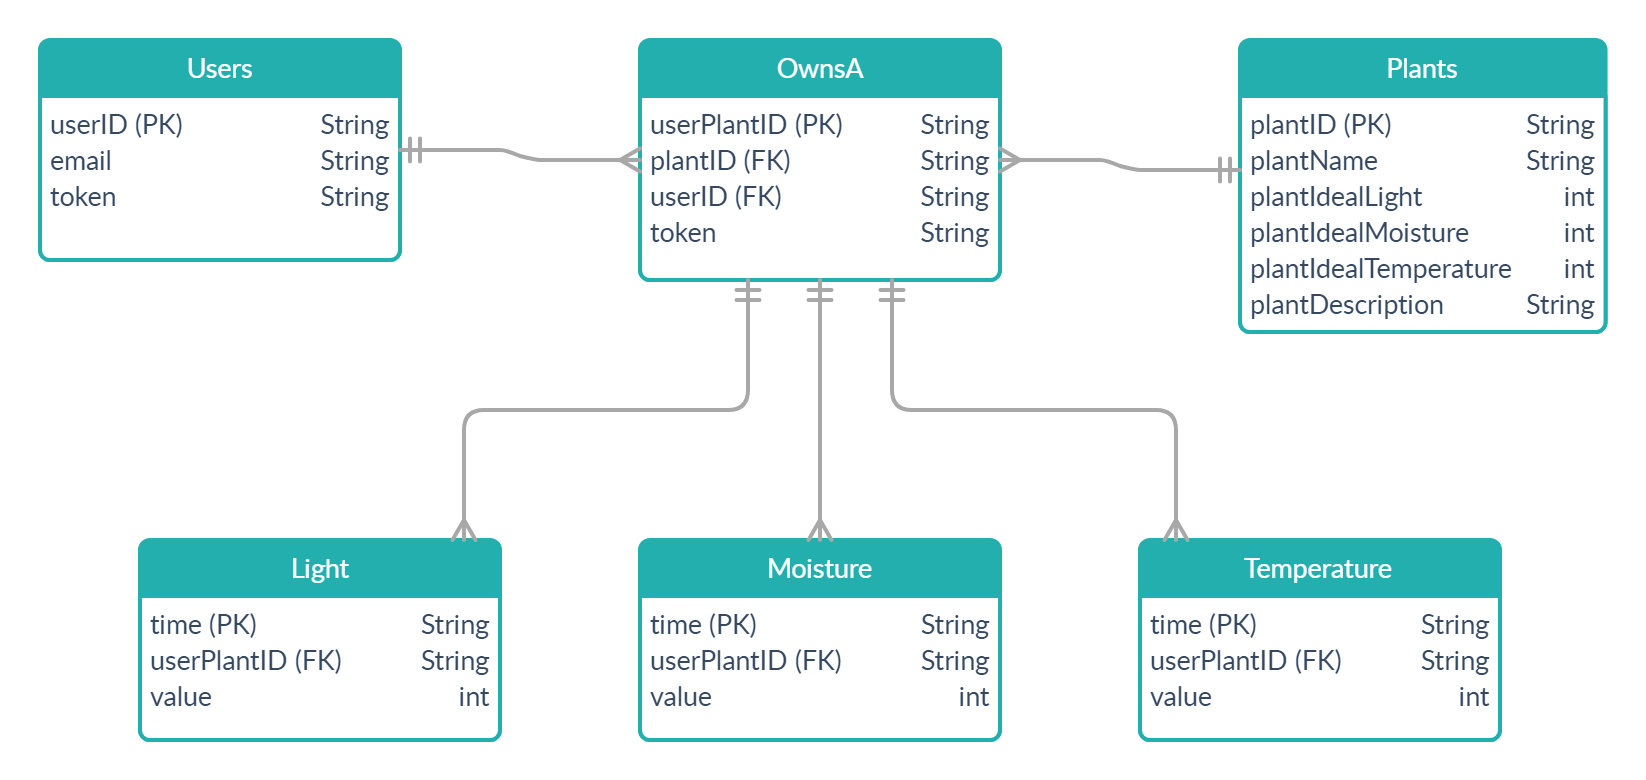 Users
userID (PK) String
email String
token String
OwnsA
userPlantID (PK) String
plantID (FK) String
userID (FK) String
token String
Plants
plantID (PK) String
plantName String
plantIdealLight int
plantIdealMoisture int
plantIdealTemperature int
plantDescription String
Light
time (PK) String
userPlantID (FK) String
value int
Moisture
time (PK) String
userPlantID (FK) String
value int
Temperature
time (PK) String
userPlantID (FK) String
value int